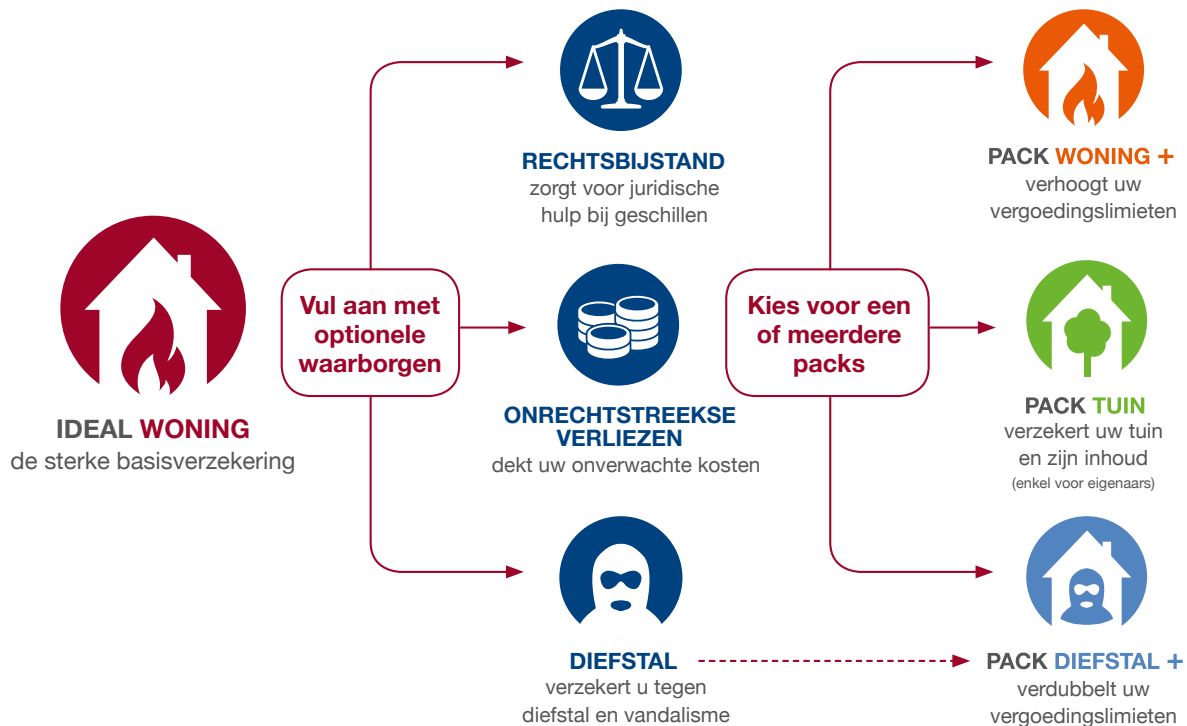 IDEAL WONING
de sterke basisverzekering
Vul aan met
optionele
waarborgen
RECHTSBIJSTAND
zorgt voor juridische
hulp bij geschillen
ONRECHTSTREEKSE
VERLIEZEN
dekt uw onverwachte kosten
DIEFSTAL
verzekert u tegen
diefstal en vandalisme
Kies voor een
of meerdere
packs
PACK WONING +
verhoogt uw
vergoedingslimieten
PACK TUIN
verzekert uw tuin
en zijn inhoud
(enkel voor eigenaars)
PACK DIEFSTAL +
verdubbelt uw
vergoedingslimieten